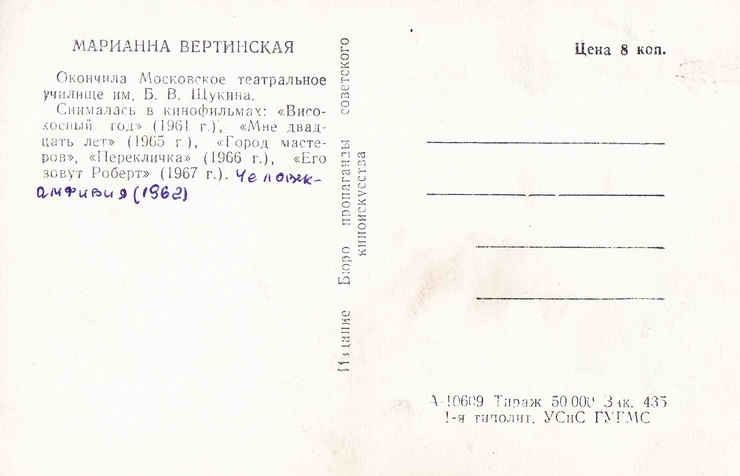 МАРИАННА ВЕРТИНСКАЯ
Окончила Московское театральное
училище им. Б. В. Щукина.
Снималась в кинофильмах: «Висо-
косный год» (1961 г.), «Мне двад-
цать лет» (1965 г.), «Город масте-
ров», «Перекличка» (1966 г.), «Его
зовут Роберт» (1967 г.). Человек-
амфибия (1962)
Издание Бюро пропаганды советского
киноискусства
Цена 8 коп.
А-10609 Тираж 50 000 Зак. 435
1-я типолит. УСиС ГУГМС